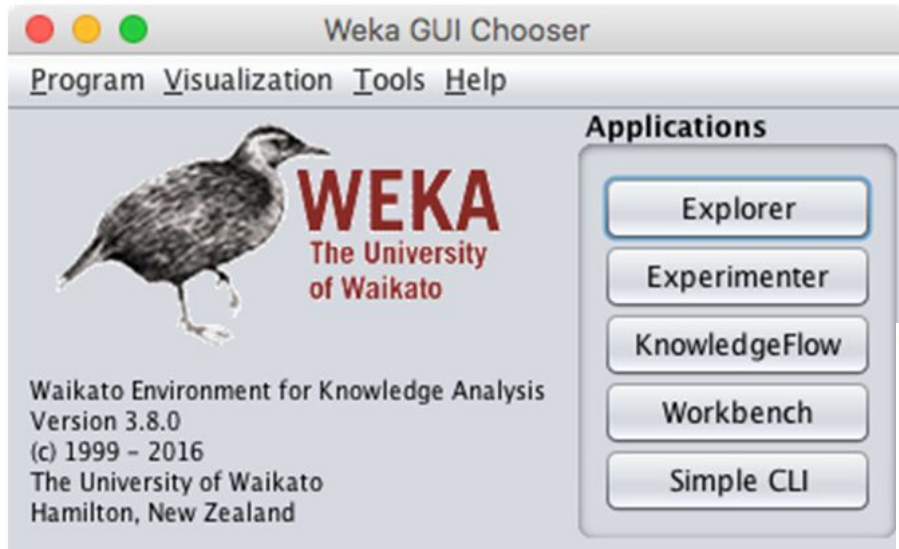 Weka GUI Chooser
Program Visualization Tools Help
WEKA
The University
of Waikato
Waikato Environment for Knowledge Analysis
Version 3.8.0
(c) 1999 - 2016
The University of Waikato
Hamilton, New Zealand
Applications
Explorer
Experimenter
KnowledgeFlow
Workbench
Simple CLI